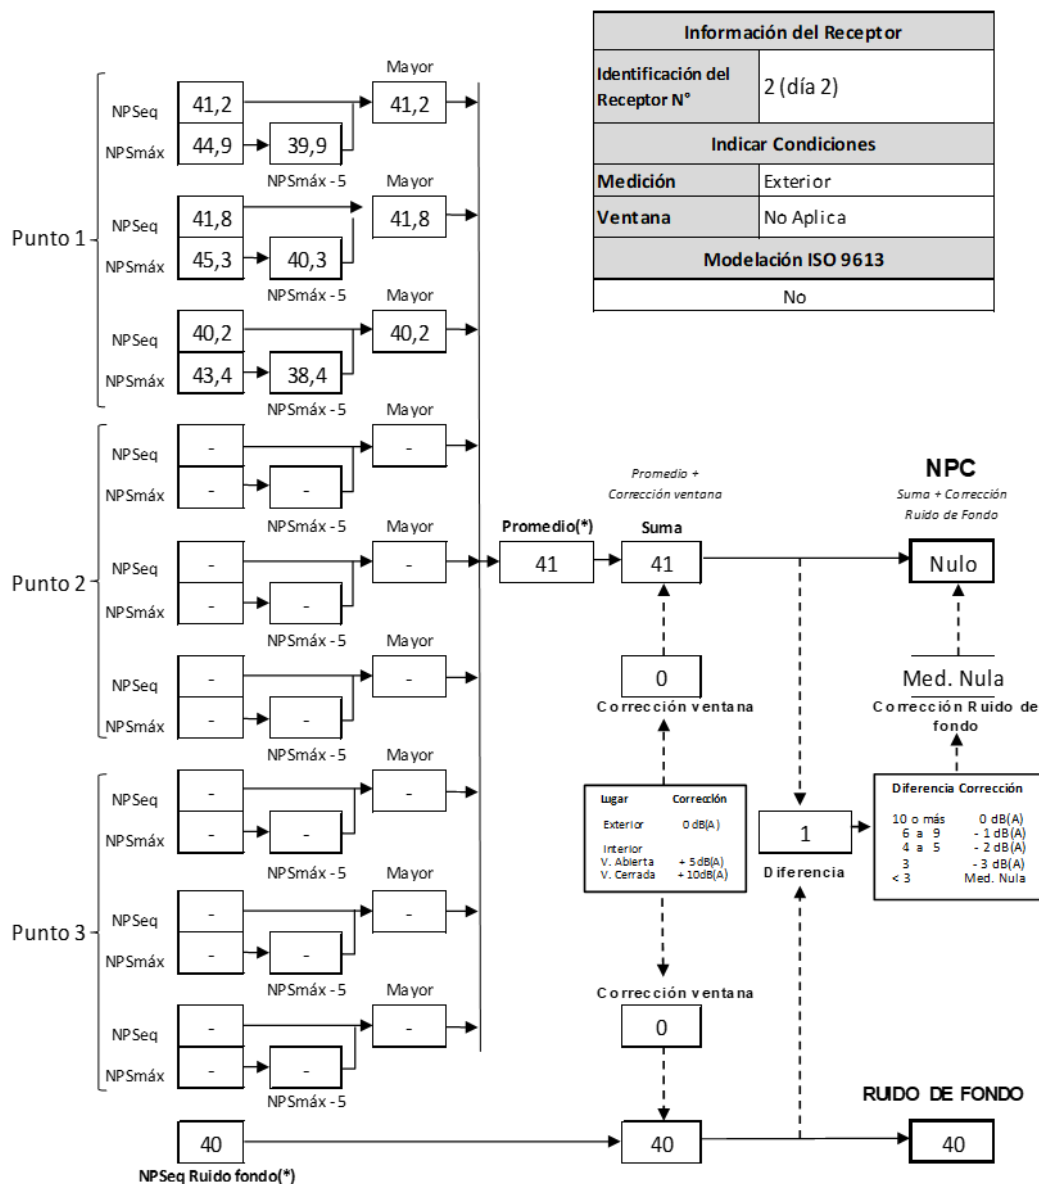 Información del Receptor
Identificación del Receptor N°
2 (día 2)
Indicar Condiciones
Medición
Exterior
Ventana
No Aplica
Modelación ISO 9613
No
Punto 1
Mayor
NPSeq
41,2
41,2
NPSmáx
44,9
39,9
NPSmáx - 5
Mayor
NPSeq
41,8
41,8
NPSmáx
45,3
40,3
NPSmáx - 5
Mayor
NPSeq
40,2
40,2
NPSmáx
43,4
38,4
NPSmáx - 5
Punto 2
Mayor
NPSeq
-
-
NPSmáx
-
-
NPSmáx - 5
Mayor
NPSeq
-
-
NPSmáx
-
-
NPSmáx - 5
Mayor
NPSeq
-
-
NPSmáx
-
-
NPSmáx - 5
Punto 3
Mayor
NPSeq
-
-
NPSmáx
-
-
NPSmáx - 5
Mayor
NPSeq
-
-
NPSmáx
-
-
NPSmáx - 5
Mayor
NPSeq
-
-
NPSmáx
-
-
NPSmáx - 5
Promedio(*)
41
Promedio +
Corrección ventana
Suma
41
NPC
Suma + Corrección
Ruido de Fondo
Nulo
0
Corrección ventana
Med. Nula
Corrección Ruido de
fondo
Lugar Corrección
Exterior 0 dB(A)
Interior
V. Abierta + 5dB(A)
V. Cerrada + 10dB(A)
1
Diferencia
Diferencia Corrección
10 o más 0 dB(A)
6 a 9 - 1 dB(A)
4 a 5 - 2 dB(A)
3 - 3 dB(A)
< 3 Med. Nula
Corrección ventana
0
RUIDO DE FONDO
40
40
40
NPSeq Ruido fondo(*)